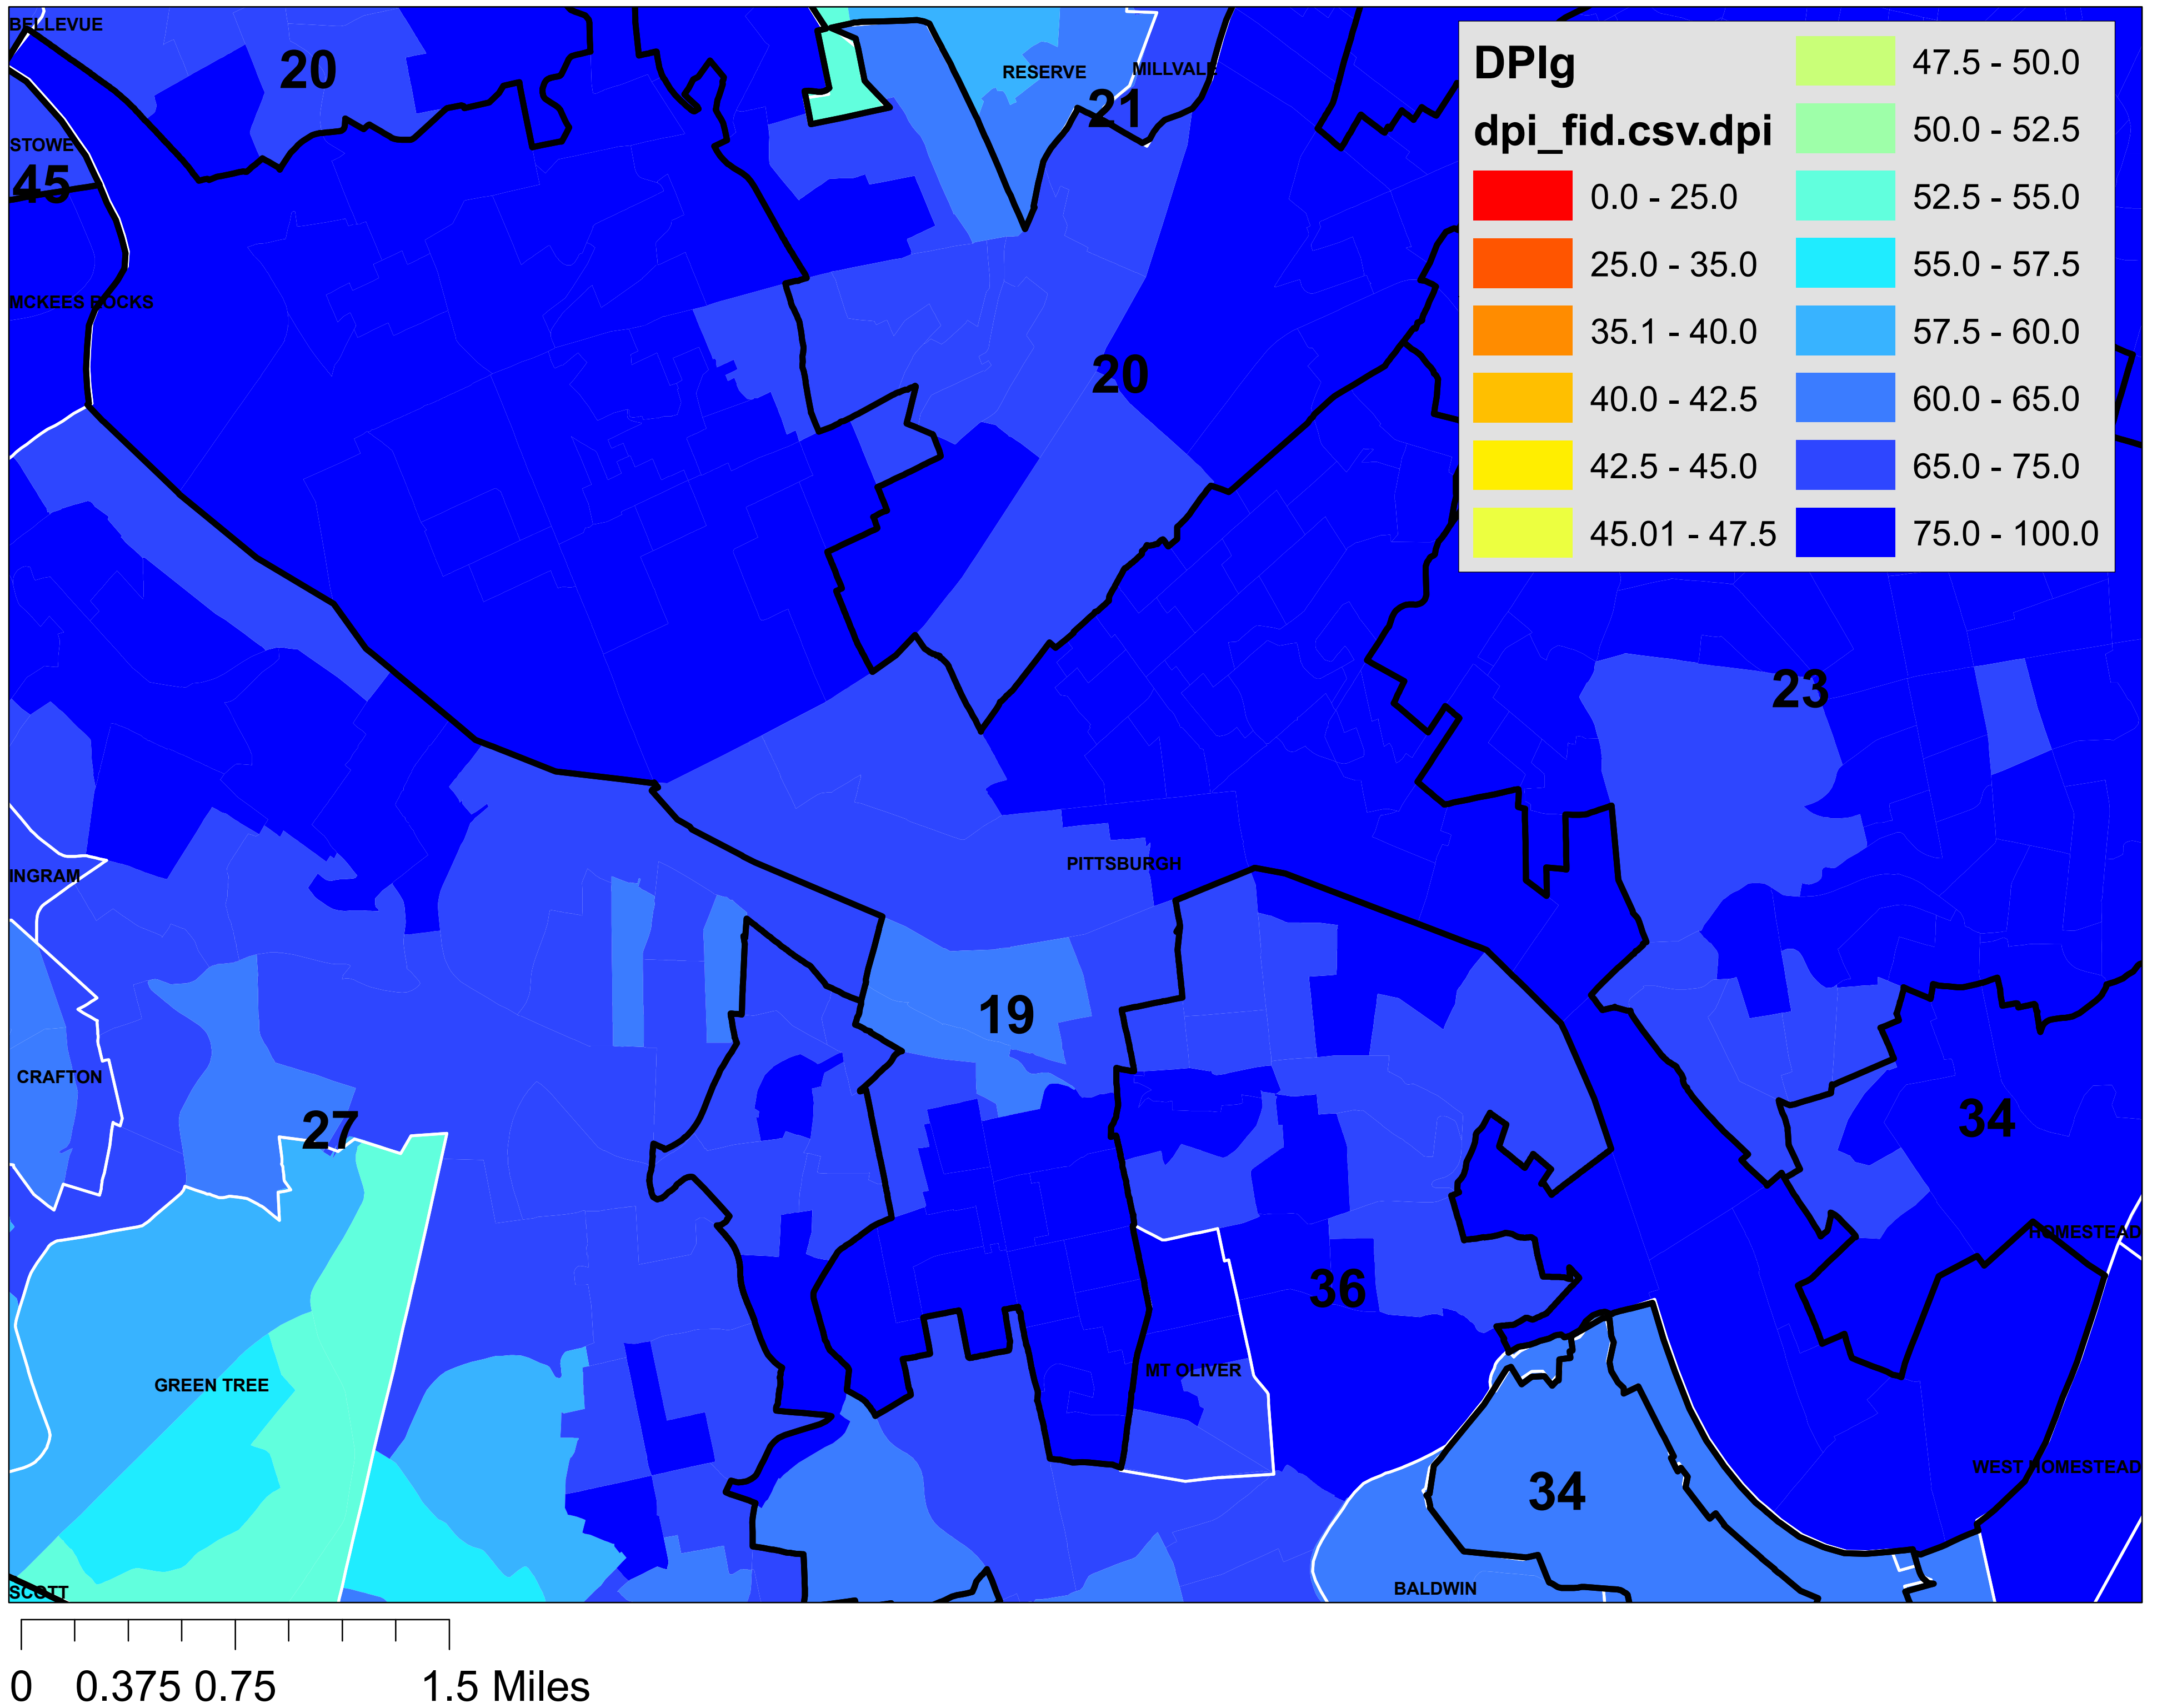 BELLEVUE
20
RESERVE
MILLVALE
21
STOWE
45
MCKEES ROCKS
20
DPIg
dpi_fid.csv.dpi
0.0 - 25.0
25.0 - 35.0
35.1 - 40.0
40.0 - 42.5
42.5 - 45.0
45.01 - 47.5
47.5 - 50.0
50.0 - 52.5
52.5 - 55.0
55.0 - 57.5
57.5 - 60.0
60.0 - 65.0
65.0 - 75.0
75.0 - 100.0
23
PITTSBURGH
INGRAM
19
CRAFTON
27
34
HOMESTEAD
36
MT OLIVER
GREEN TREE
WEST HOMESTEAD
34
BALDWIN
SCOTT
0 0.375 0.75 1.5 Miles